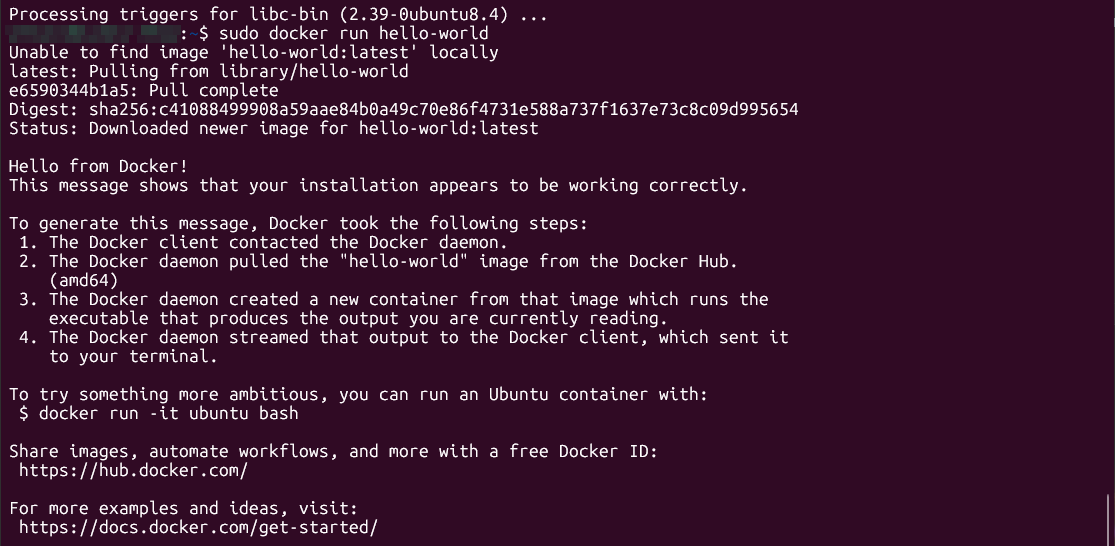 Processing triggers for libc-bin (2.39-0ubuntu8.4) ...
:~$ sudo docker run hello-world
Unable to find image 'hello-world:latest' locally
latest: Pulling from library/hello-world
e6590344b1a5: Pull complete
Digest: sha256:c41088499908a59aae84b0a49c70e86f4731e588a737f1637e73c8c09d995654
Status: Downloaded newer image for hello-world:latest

Hello from Docker!
This message shows that your installation appears to be working correctly.

To generate this message, Docker took the following steps:
 1. The Docker client contacted the Docker daemon.
 2. The Docker daemon pulled the "hello-world" image from the Docker Hub.
    (amd64)
 3. The Docker daemon created a new container from that image which runs the
    executable that produces the output you are currently reading.
 4. The Docker daemon streamed that output to the Docker client, which sent it
    to your terminal.

To try something more ambitious, you can run an Ubuntu container with:
 $ docker run -it ubuntu bash

Share images, automate workflows, and more with a free Docker ID:
 https://hub.docker.com/

For more examples and ideas, visit:
 https://docs.docker.com/get-started/